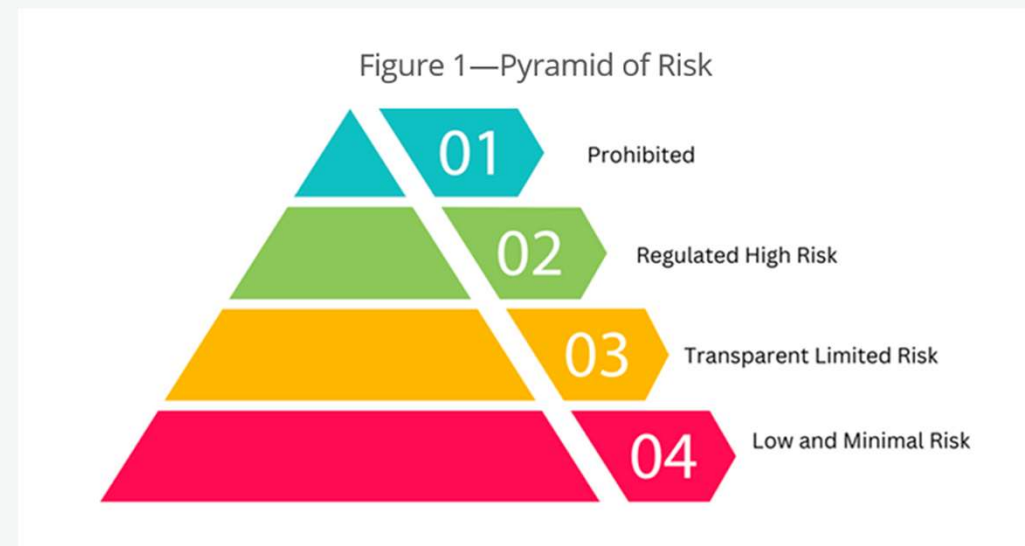 Figure 1—Pyramid of Risk
01
Prohibited
02
Regulated High Risk
03
Transparent Limited Risk
04
Low and Minimal Risk